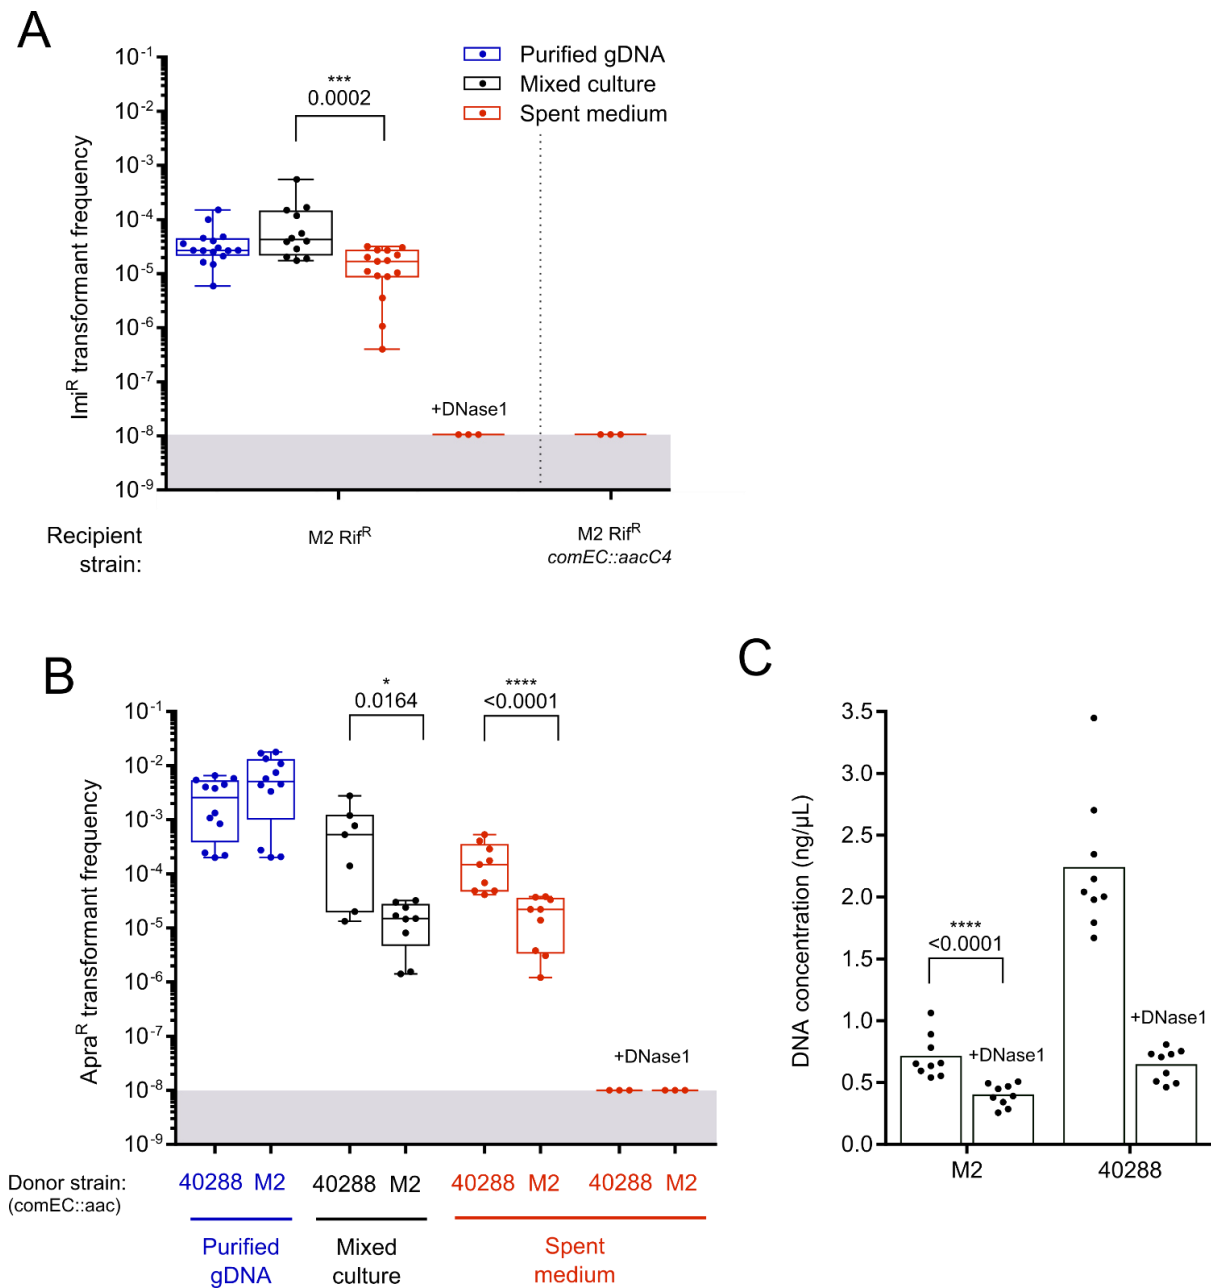 A
Purified gDNA
Mixed culture
Spent medium
***
0.0002
10-1
10-2
10-3
10-4
10-5
10-6
10-7
10-8
10-9
ImiR transformant frequency
+DNase1
Recipient strain:
M2 RifR
M2 RifR
comEC::aacC4
B
*
0.0164
****
<0.0001
10-1
10-2
10-3
10-4
10-5
10-6
10-7
10-8
10-9
ApraR transformant frequency
+DNase1
Donor strain:
(comEC::aac)
40288 M2 40288 M2 40288 M2 40288 M2
Purified gDNA
Mixed culture
Spent medium
C
3.5
3.0
2.5
2.0
1.5
1.0
0.5
0.0
DNA concentration (ng/µL)
****
<0.0001
+DNase1
+DNase1
M2
40288